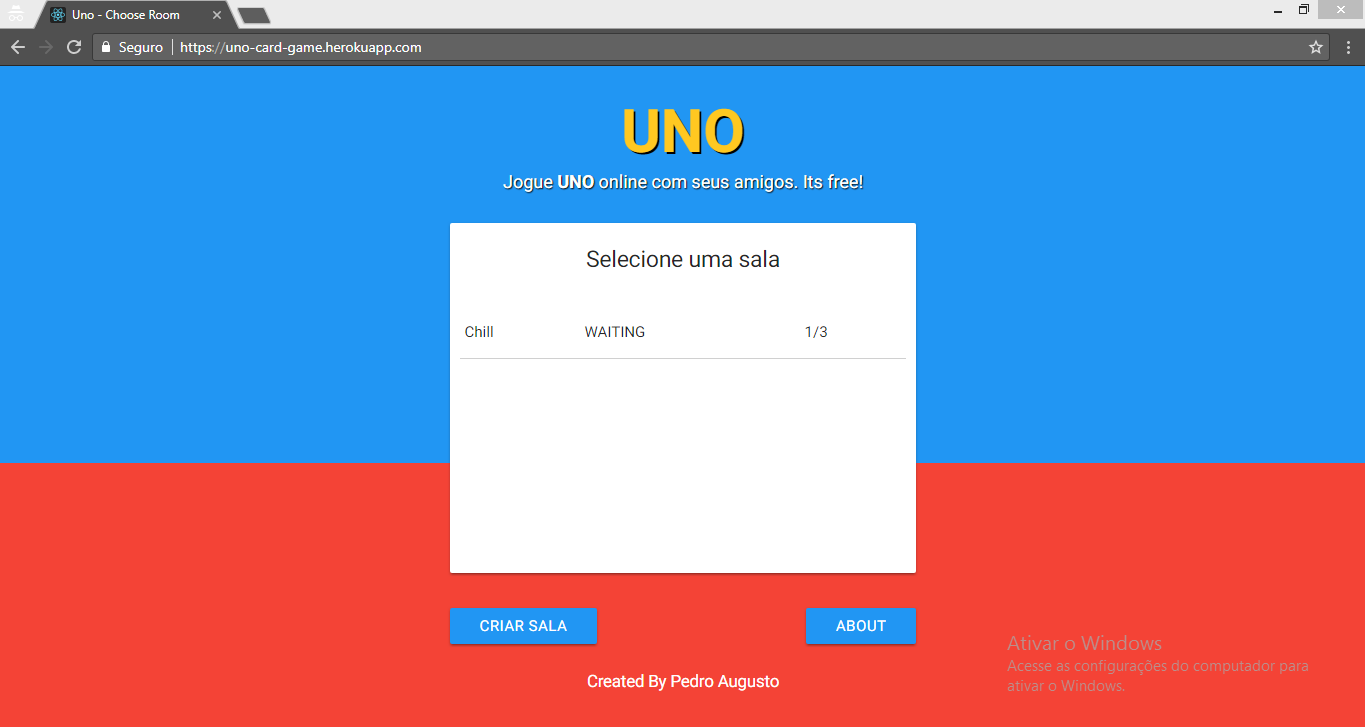 Uno - Choose Room
Seguro | https://uno-card-game.herokuapp.com
UNO
Jogue UNO online com seus amigos. Its free!
Selecione uma sala
Chill WAITING 1/3
CRIAR SALA ABOUT
Ativar o Windows
Acesse as configurações do computador para
ativar o Windows.
Created By Pedro Augusto